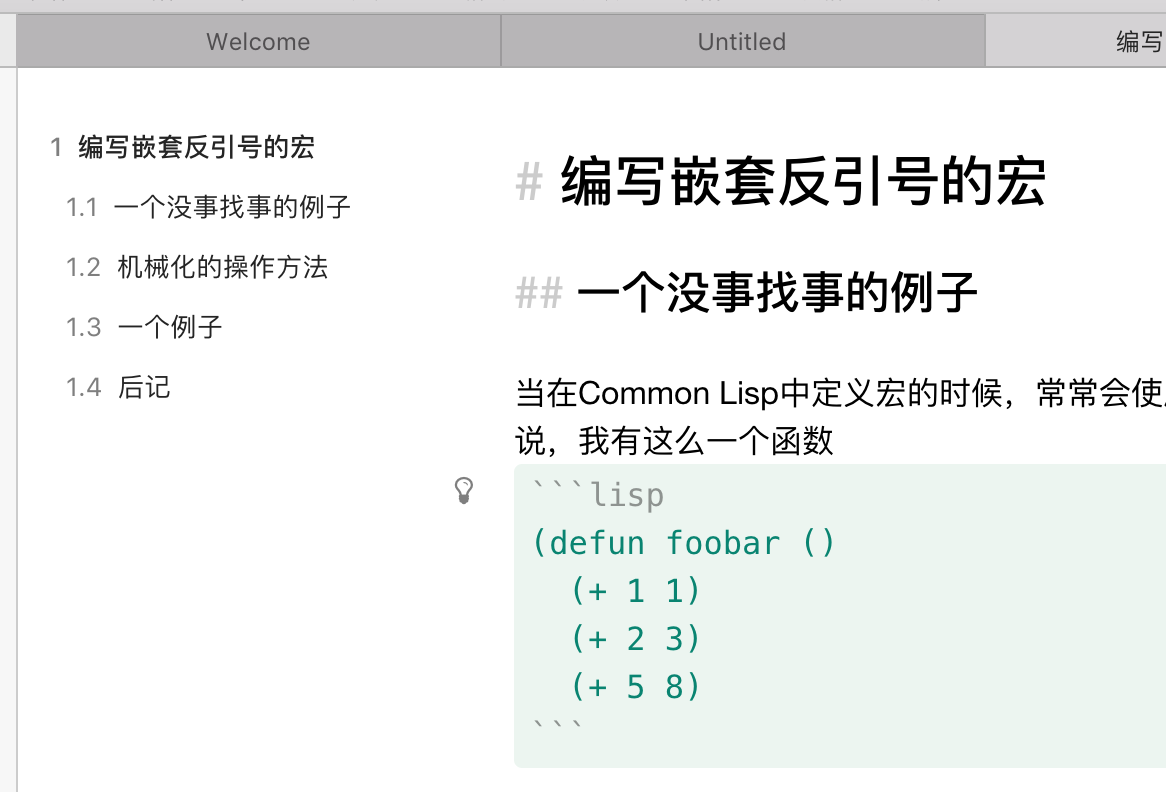 Welcome
Untitled
编写
1 编写嵌套反引号的宏
1.1 一个没事找事的例子
1.2 机械化的操作方法
1.3 一个例子
1.4 后记
# 编写嵌套反引号的宏
## 一个没事找事的例子
当在Common Lisp中定义宏的时候，常常会使
说，我有这么一个函数
```lisp
(defun foobar ()
  (+ 1 1)
  (+ 2 3)
  (+ 5 8)
```